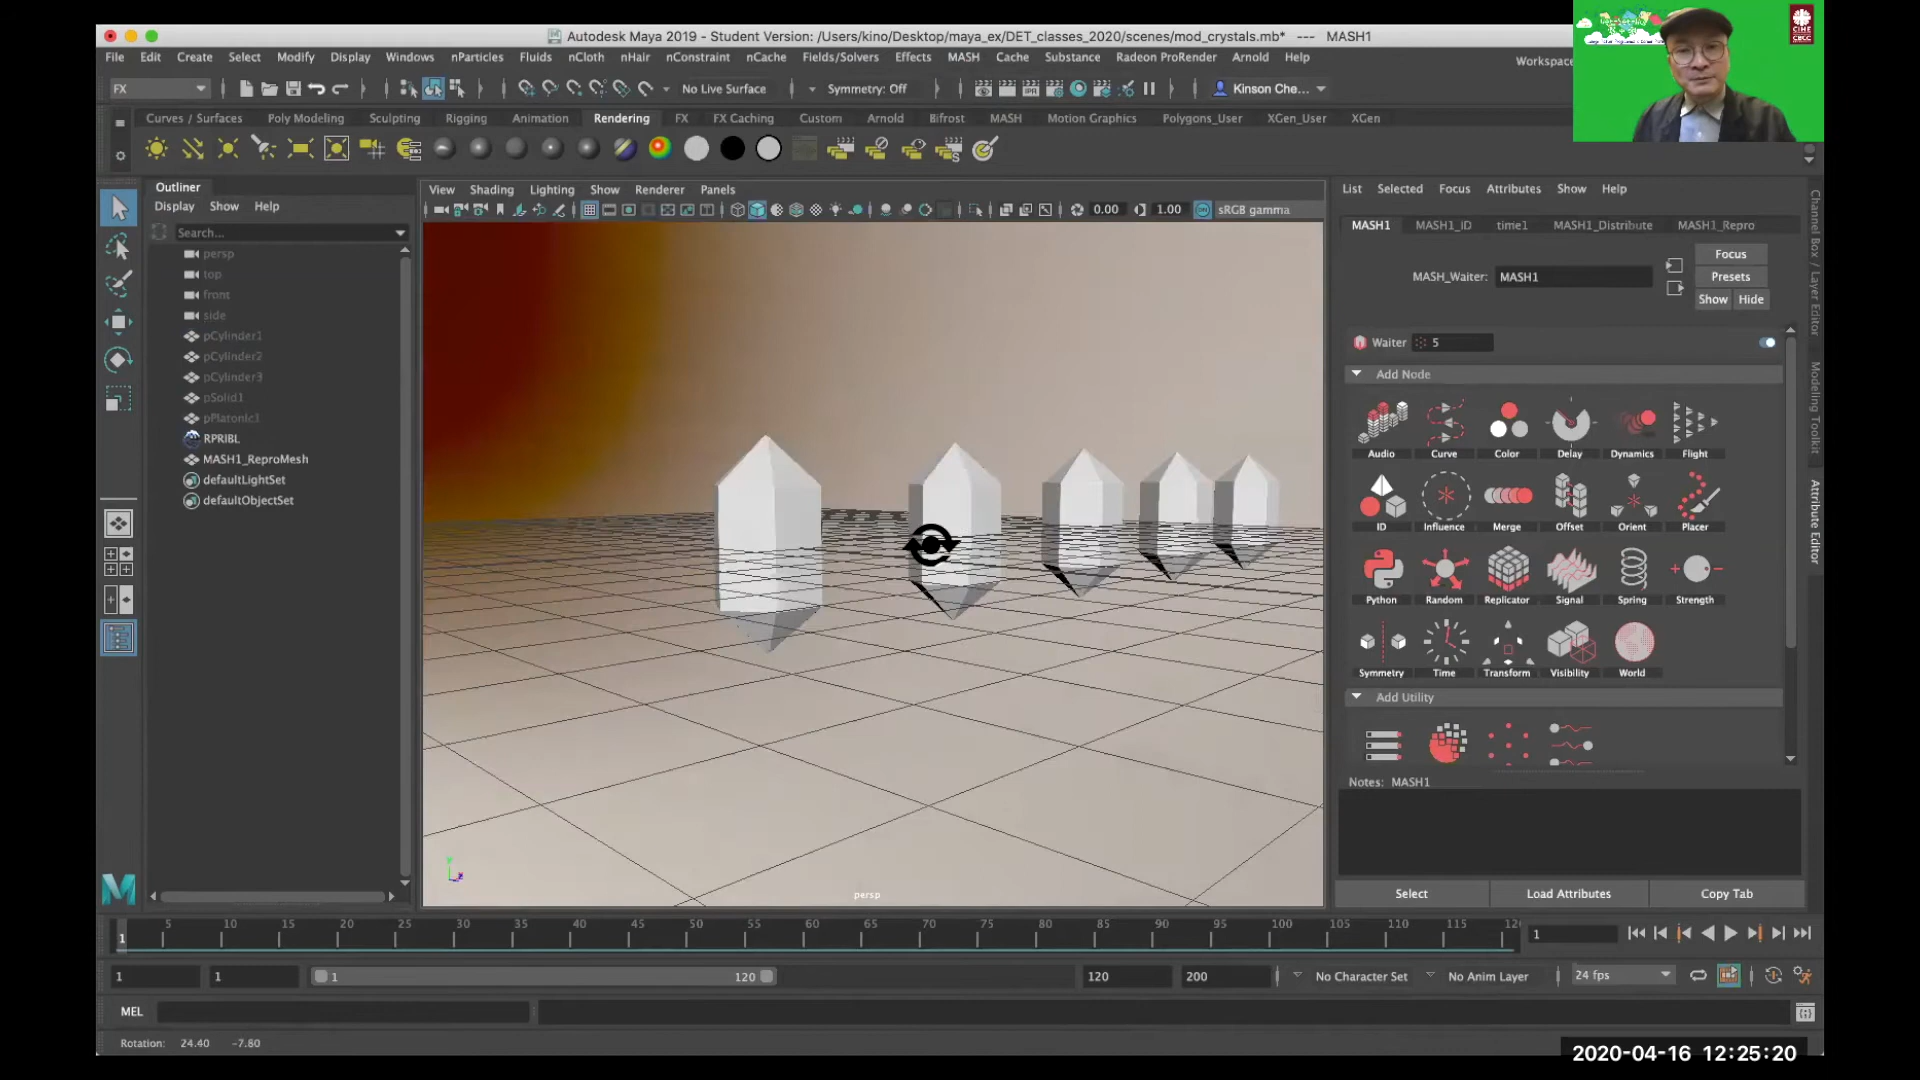 Autodesk Maya 2019 - Student Version: /Users/kino/Desktop/maya_ex/DET_classes_2020/scenes/mod_crystals.mb* --- MASH1
File Edit Create Select Modify Display Windows nParticles Fluids nCloth nHair nConstraint nCache Fields/Solvers Effects MASH Cache Substance Radeon ProRender Arnold Help
Workspace
FX No Live Surface Symmetry: Off Kinson Che...
Curves / Surfaces Poly Modeling Sculpting Rigging Animation Rendering FX FX Caching Custom Arnold Bifrost MASH Motion Graphics Polygons_User XGen_User XGen
Outliner
Display Show Help
Search...
persp
top
front
side
pCylinder1
pCylinder2
pCylinder3
pSolid1
pPlatonic1
RPRIBL
MASH1_ReproMesh
defaultLightSet
defaultObjectSet
View Shading Lighting Show Renderer Panels
0.00 1.00 sRGB gamma
persp
List Selected Focus Attributes Show Help
MASH1 MASH1_ID time1 MASH1_Distribute MASH1_Repro
MASH_Waiter: MASH1
Focus
Presets
Show Hide
Waiter 5
Add Node
Audio Curve Color Delay Dynamics Flight
ID Influence Merge Offset Orient Placer
Python Random Replicator Signal Spring Strength
Symmetry Time Transform Visibility World
Add Utility
Notes: MASH1
Select Load Attributes Copy Tab
Channel Box / Layer Editor
Modeling Toolkit
Attribute Editor
5 10 15 20 25 30 35 40 45 50 55 60 65 70 75 80 85 90 95 100 105 110 115 12
1
1
1 1 1 120 120 200 No Character Set No Anim Layer 24 fps
MEL
Rotation: 24.40 -7.80
2020-04-16 12:25:20